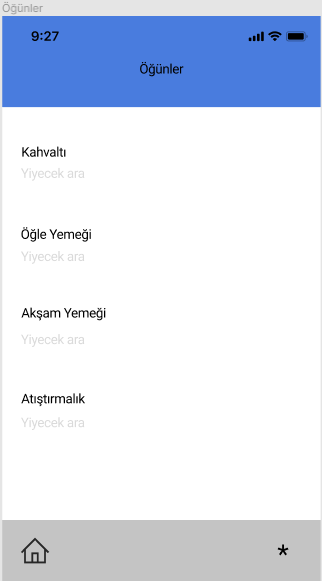 Öğünler
9:27
Öğünler
Kahvaltı
Yiyecek ara
Öğle Yemeği
Yiyecek ara
Akşam Yemeği
Yiyecek ara
Atıştırmalık
Yiyecek ara
*